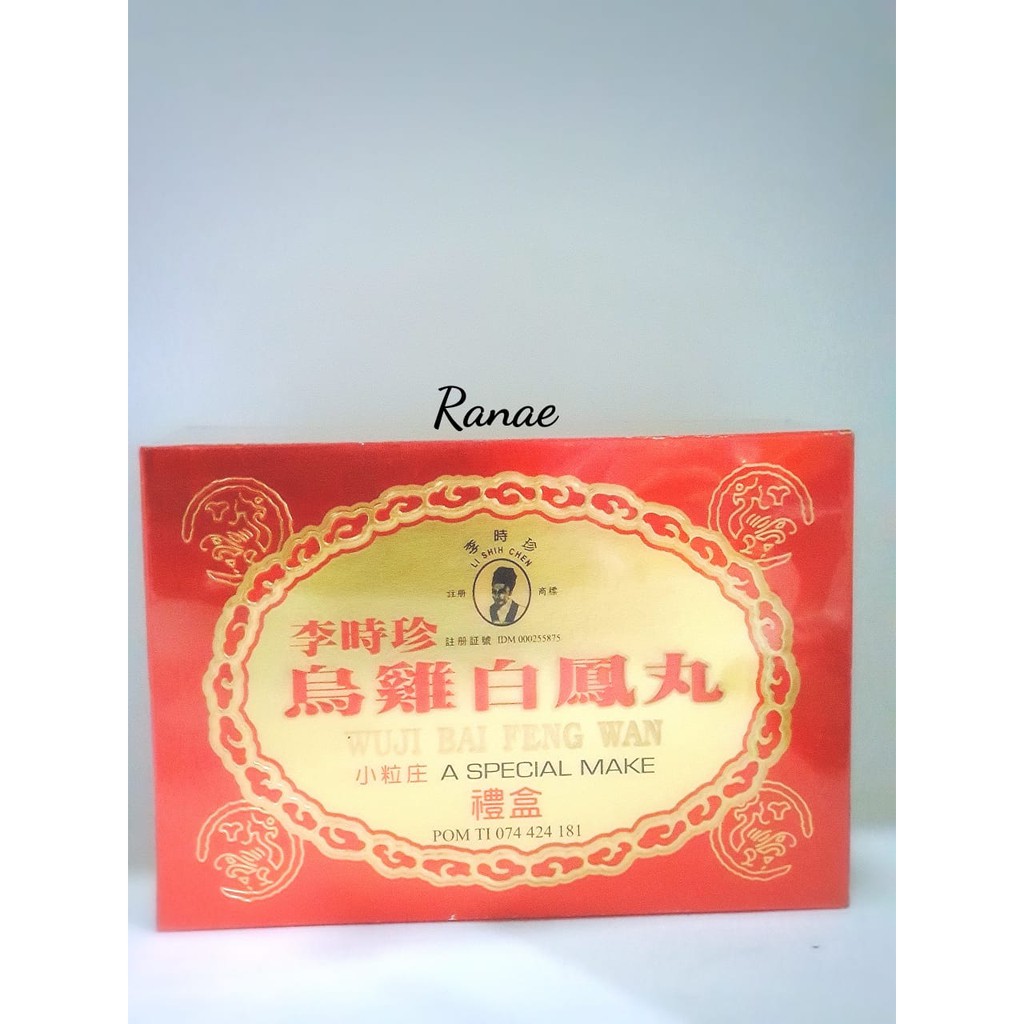 Ranae
李時珍
LI SHIH CHEN
註册 商標
李時珍 註册証號 IDM 000255875
烏雞白鳳丸
WUJI BAI FENG WAN
小粒庄 A SPECIAL MAKE
禮盒
POM TI 074 424 181